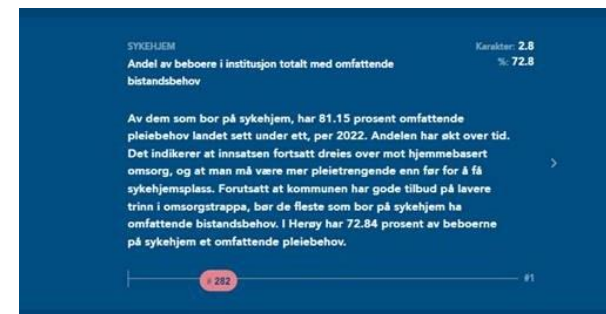 SYKEHJEM
Karakter: 2.8
Andel av beboere i institusjon totalt med omfattende
%: 72.8
bistandsbehov
Av dem som bor på sykehjem, har 81.15 prosent omfattende
pleiebehov landet sett under ett, per 2022. Andelen har økt over tid.
Det indikerer at innsatsen fortsatt dreies over mot hjemmebasert
omsorg, og at man må være mer pleietrengende enn før for å få
sykehjemsplass. Forutsatt at kommunen har gode tilbud på lavere
trinn i omsorgstrappa, bør de fleste som bor på sykehjem ha
omfattende bistandsbehov. I Herøy har 72.84 prosent av beboerne
på sykehjem et omfattende pleiebehov.
# 282
#1